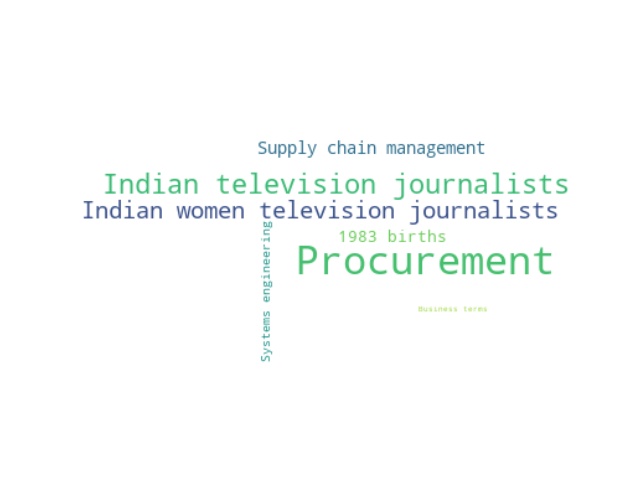 Supply chain management
Indian television journalists
Indian women television journalists
1983 births
Procurement
Systems engineering
Business terms